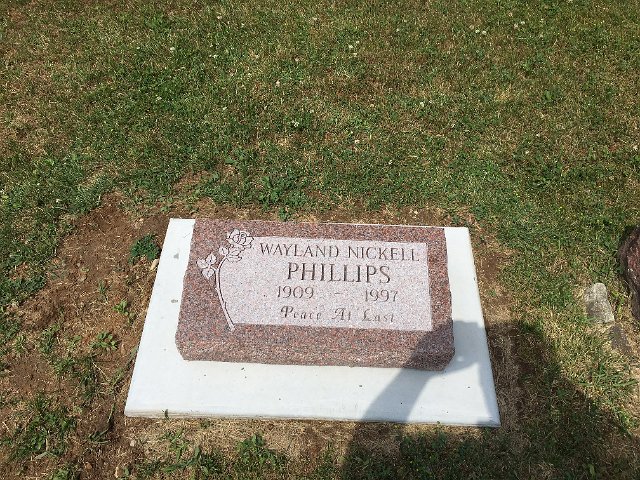 WAYLAND NICKELL
PHILLIPS
1909 - 1997
Peace At Last